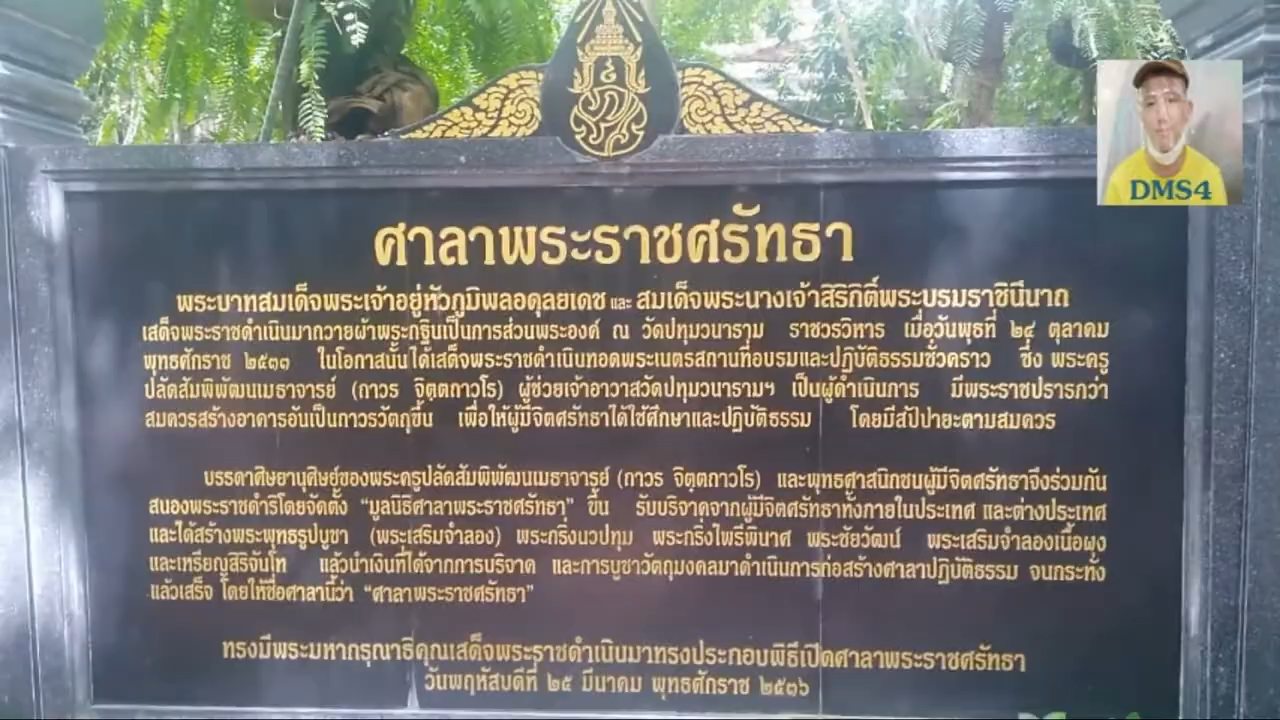 DMS4
ศาลาพระราชศรัทธา
พระบาทสมเด็จพระเจ้าอยู่หัวภูมิพลอดุลยเดช และ สมเด็จพระนางเจ้าสิริกิติ์พระบรมราชินีนาถ
เสด็จพระราชดำเนินมาถวายผ้าพระกฐินเป็นการส่วนพระองค์ ณ วัดปทุมวนาราม ราชวรวิหาร เมื่อวันพุธที่ ๒๔ ตุลาคม
พุทธศักราช ๒๕๓๓ ในโอกาสนั้นได้เสด็จพระราชดำเนินทอดพระเนตรสถานที่อบรมและปฏิบัติธรรมชั่วคราว ซึ่ง พระครู
ปลัดสัมพิพัฒนเมธาจารย์ (ถาวร จิตฺตถาวโร) ผู้ช่วยเจ้าอาวาสวัดปทุมวนารามฯ เป็นผู้ดำเนินการ มีพระราชปรารภว่า
สมควรสร้างอาคารอันเป็นถาวรวัตถุขึ้น เพื่อให้ผู้มีจิตศรัทธาได้ใช้ศึกษาและปฏิบัติธรรม โดยมีสัปปายะตามสมควร
บรรดาศิษยานุศิษย์ของพระครูปลัดสัมพิพัฒนเมธาจารย์ (ถาวร จิตฺตถาวโร) และพุทธศาสนิกชนผู้มีจิตศรัทธาจึงร่วมกัน
สนองพระราชดำริโดยจัดตั้ง “มูลนิธิศาลาพระราชศรัทธา” ขึ้น รับบริจาคจากผู้มีจิตศรัทธาทั้งภายในประเทศ และต่างประเทศ
และได้สร้างพระพุทธรูปบูชา (พระเสริมจำลอง) พระกริ่งนวปทุม พระกริ่งไพรีพินาศ พระชัยวัฒน์ พระเสริมจำลองเนื้อผง
และเหรียญสิริจันโท แล้วนำเงินที่ได้จากการบริจาค และการบูชาวัตถุมงคลมาดำเนินการก่อสร้างศาลาปฏิบัติธรรม จนกระทั่ง
แล้วเสร็จ โดยให้ชื่อศาลานี้ว่า “ศาลาพระราชศรัทธา”
ทรงมีพระมหากรุณาธิคุณเสด็จพระราชดำเนินมาทรงประกอบพิธีเปิดศาลาพระราชศรัทธา
วันพฤหัสบดีที่ ๒๕ มีนาคม พุทธศักราช ๒๕๓๖